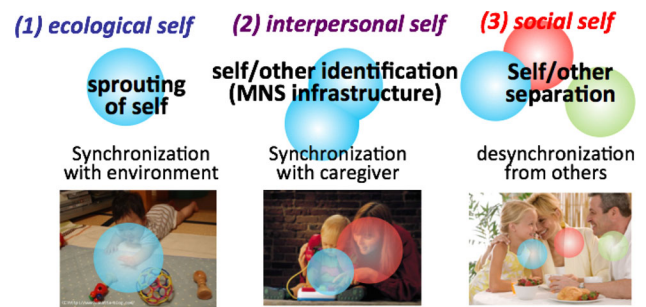 (1) ecological self
(2) interpersonal self
(3) social self
sprouting
of self
self/other identification
(MNS infrastructure)
Self/other
separation
Synchronization
with environment
Synchronization
with caregiver
desynchronization
from others